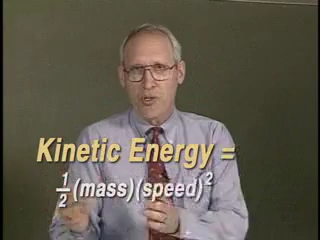 Kinetic Energy =
½(mass)(speed)²